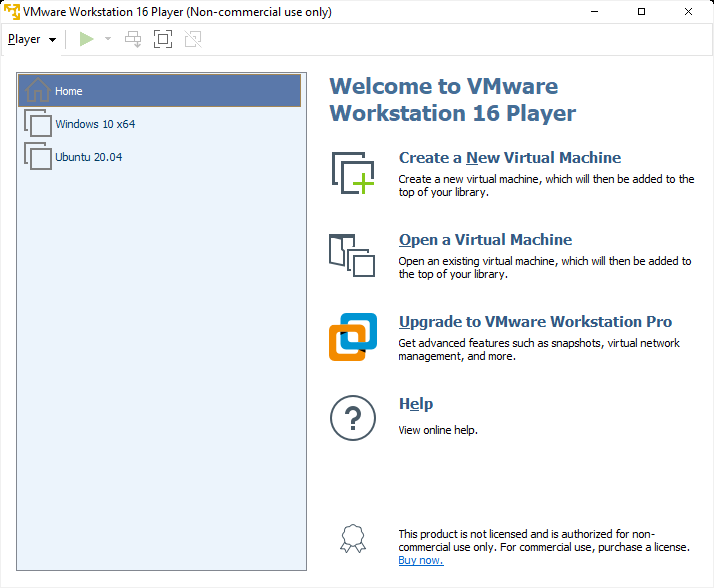 VMware Workstation 16 Player (Non-commercial use only)
Player
Home
Windows 10 x64
Ubuntu 20.04
Welcome to VMware
Workstation 16 Player
Create a New Virtual Machine
Create a new virtual machine, which will then be added to the
top of your library.
Open a Virtual Machine
Open an existing virtual machine, which will then be added to
the top of your library.
Upgrade to VMware Workstation Pro
Get advanced features such as snapshots, virtual network
management, and more.
?
Help
View online help.
This product is not licensed and is authorized for non-
commercial use only. For commercial use, purchase a license.
Buy now.